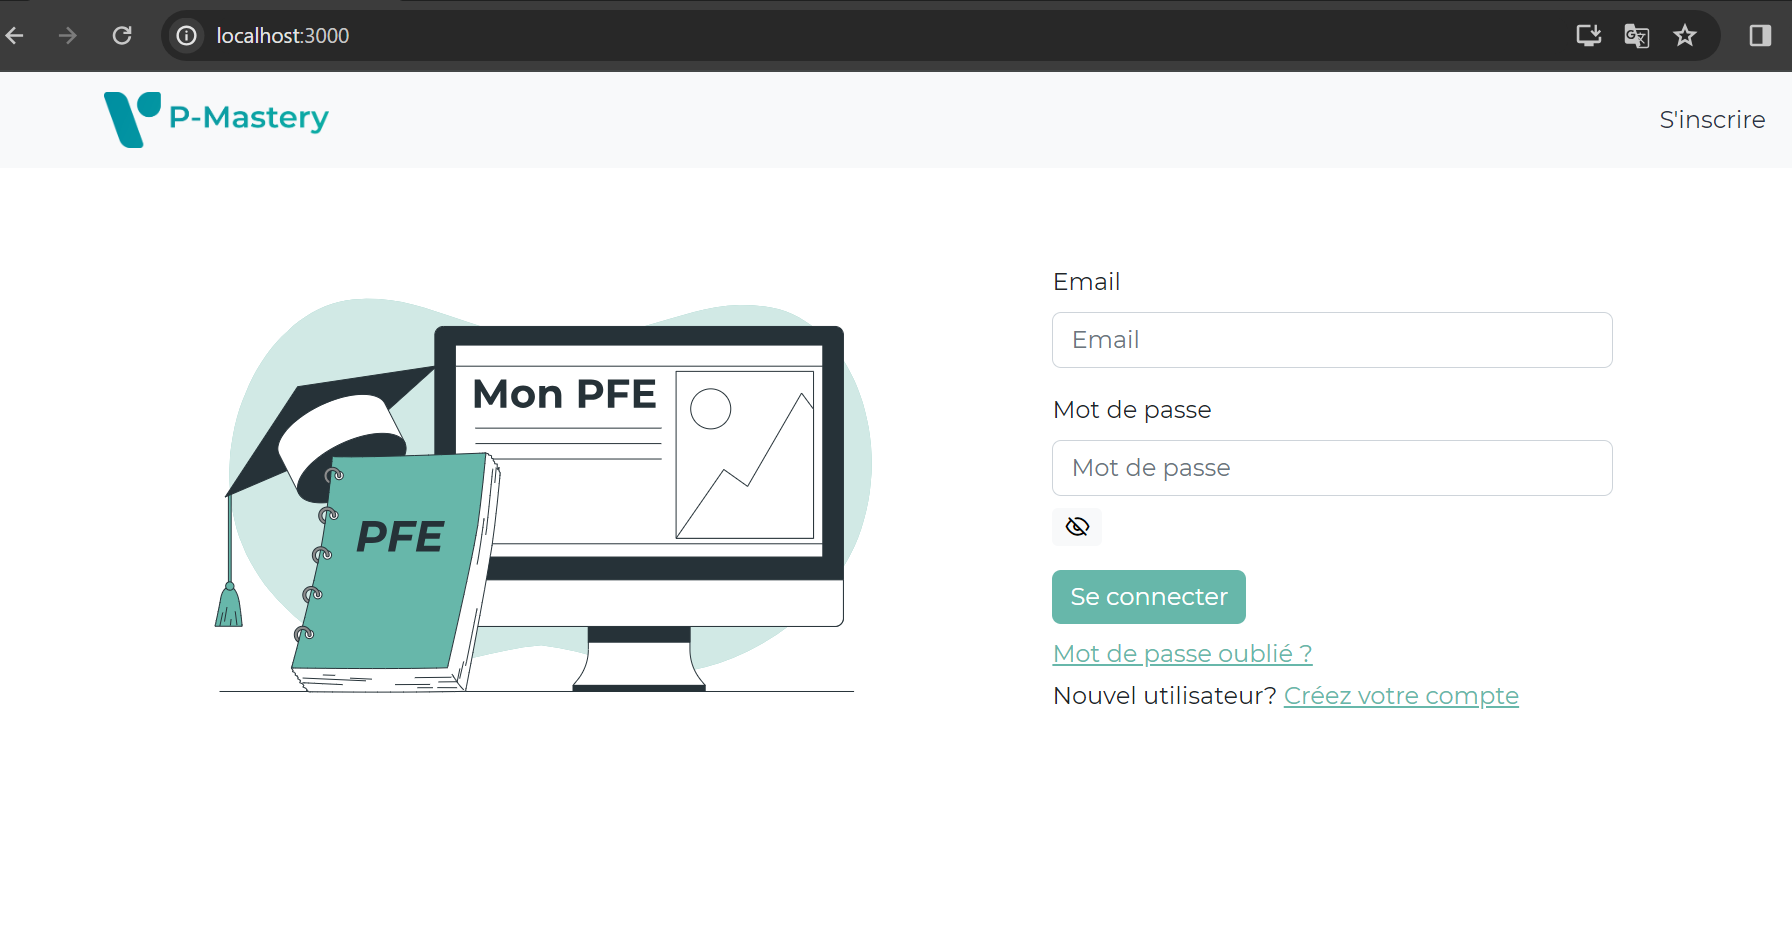 localhost:3000
P-Mastery
S'inscrire
Mon PFE
PFE
Email
Email
Mot de passe
Mot de passe
Se connecter
Mot de passe oublié ?
Nouvel utilisateur? Créez votre compte